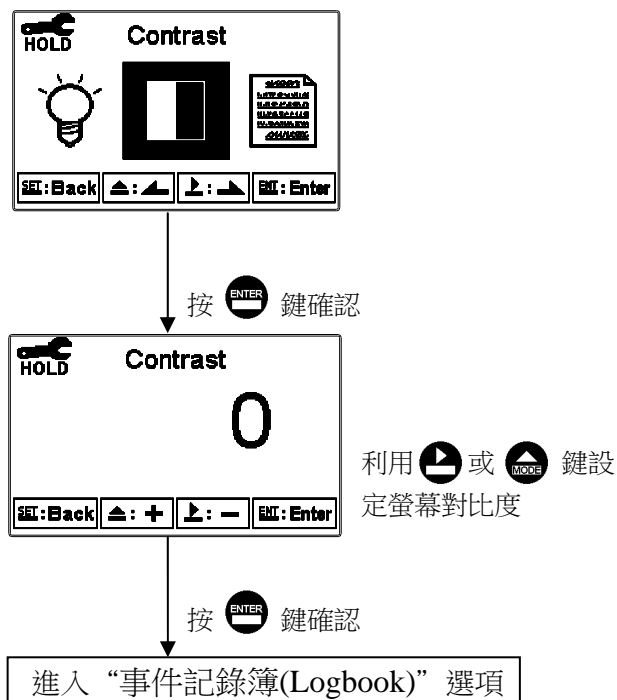 HOLD Contrast
SET:Back ▲: ENT:Enter
按 ENTER 鍵確認
HOLD Contrast
0
利用 或 MODE 鍵設
定螢幕對比度
SET:Back ▲:+ :− ENT:Enter
按 ENTER 鍵確認
進入“事件記錄簿(Logbook)”選項